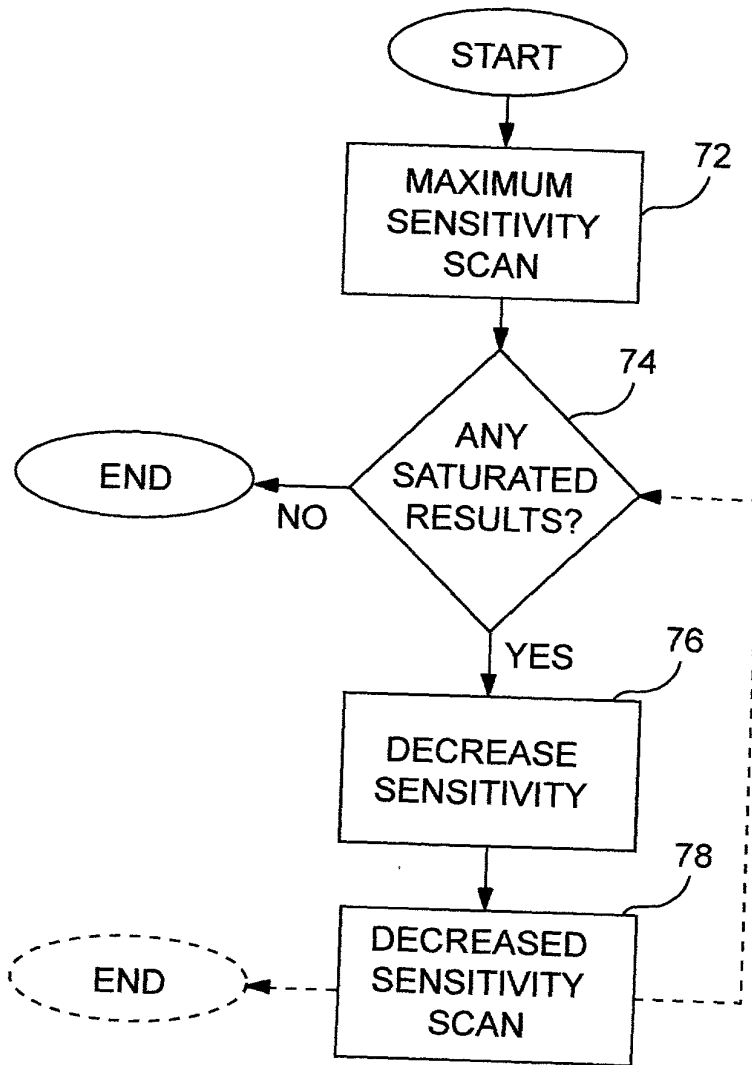 START
72
MAXIMUM
SENSITIVITY
SCAN
74
ANY
SATURATED
RESULTS?
END
NO
YES
76
DECREASE
SENSITIVITY
78
DECREASED
SENSITIVITY
SCAN
END